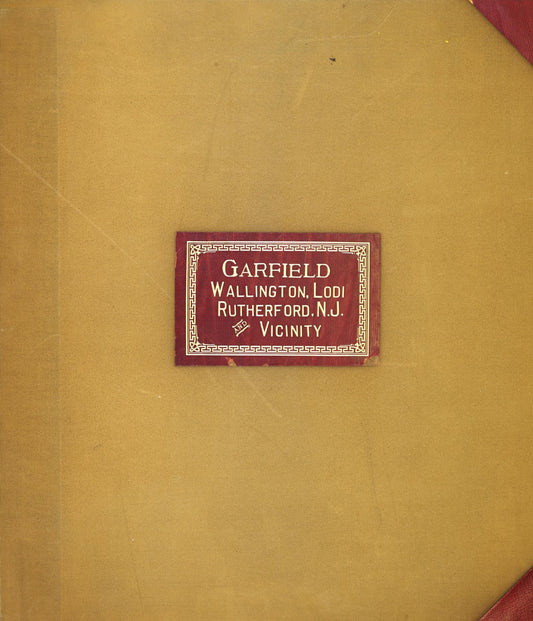 GARFIELD
WALLINGTON, LODI
RUTHERFORD, N.J.
AND VICINITY